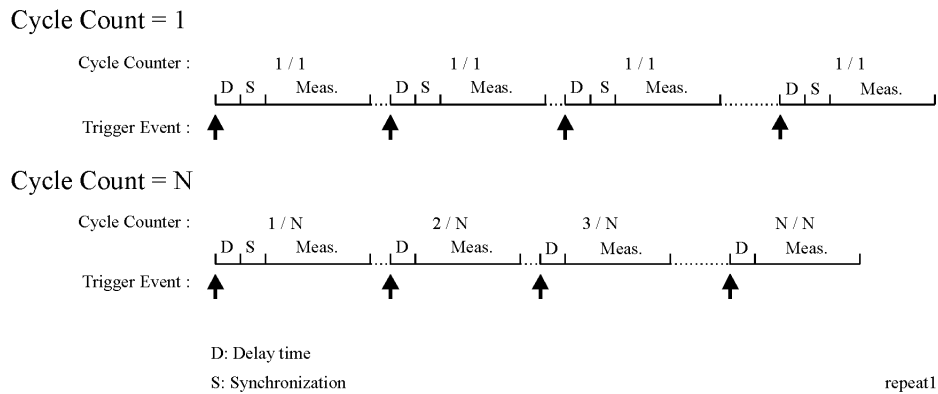 Cycle Count = 1
Cycle Counter : 1 / 1 1 / 1 1 / 1 1 / 1
D S Meas. D S Meas. D S Meas. D S Meas.
Trigger Event :
Cycle Count = N
Cycle Counter : 1 / N 2 / N 3 / N N / N
D S Meas. D Meas. D Meas. D Meas.
Trigger Event :
D: Delay time
S: Synchronization repeat1